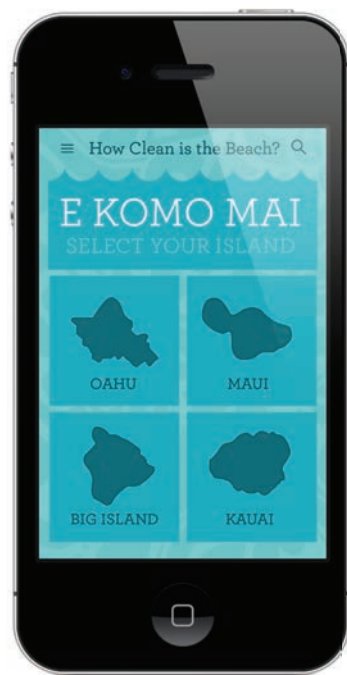 How Clean is the Beach?
E KOMO MAI
SELECT YOUR ISLAND
OAHU
MAUI
BIG ISLAND
KAUAI